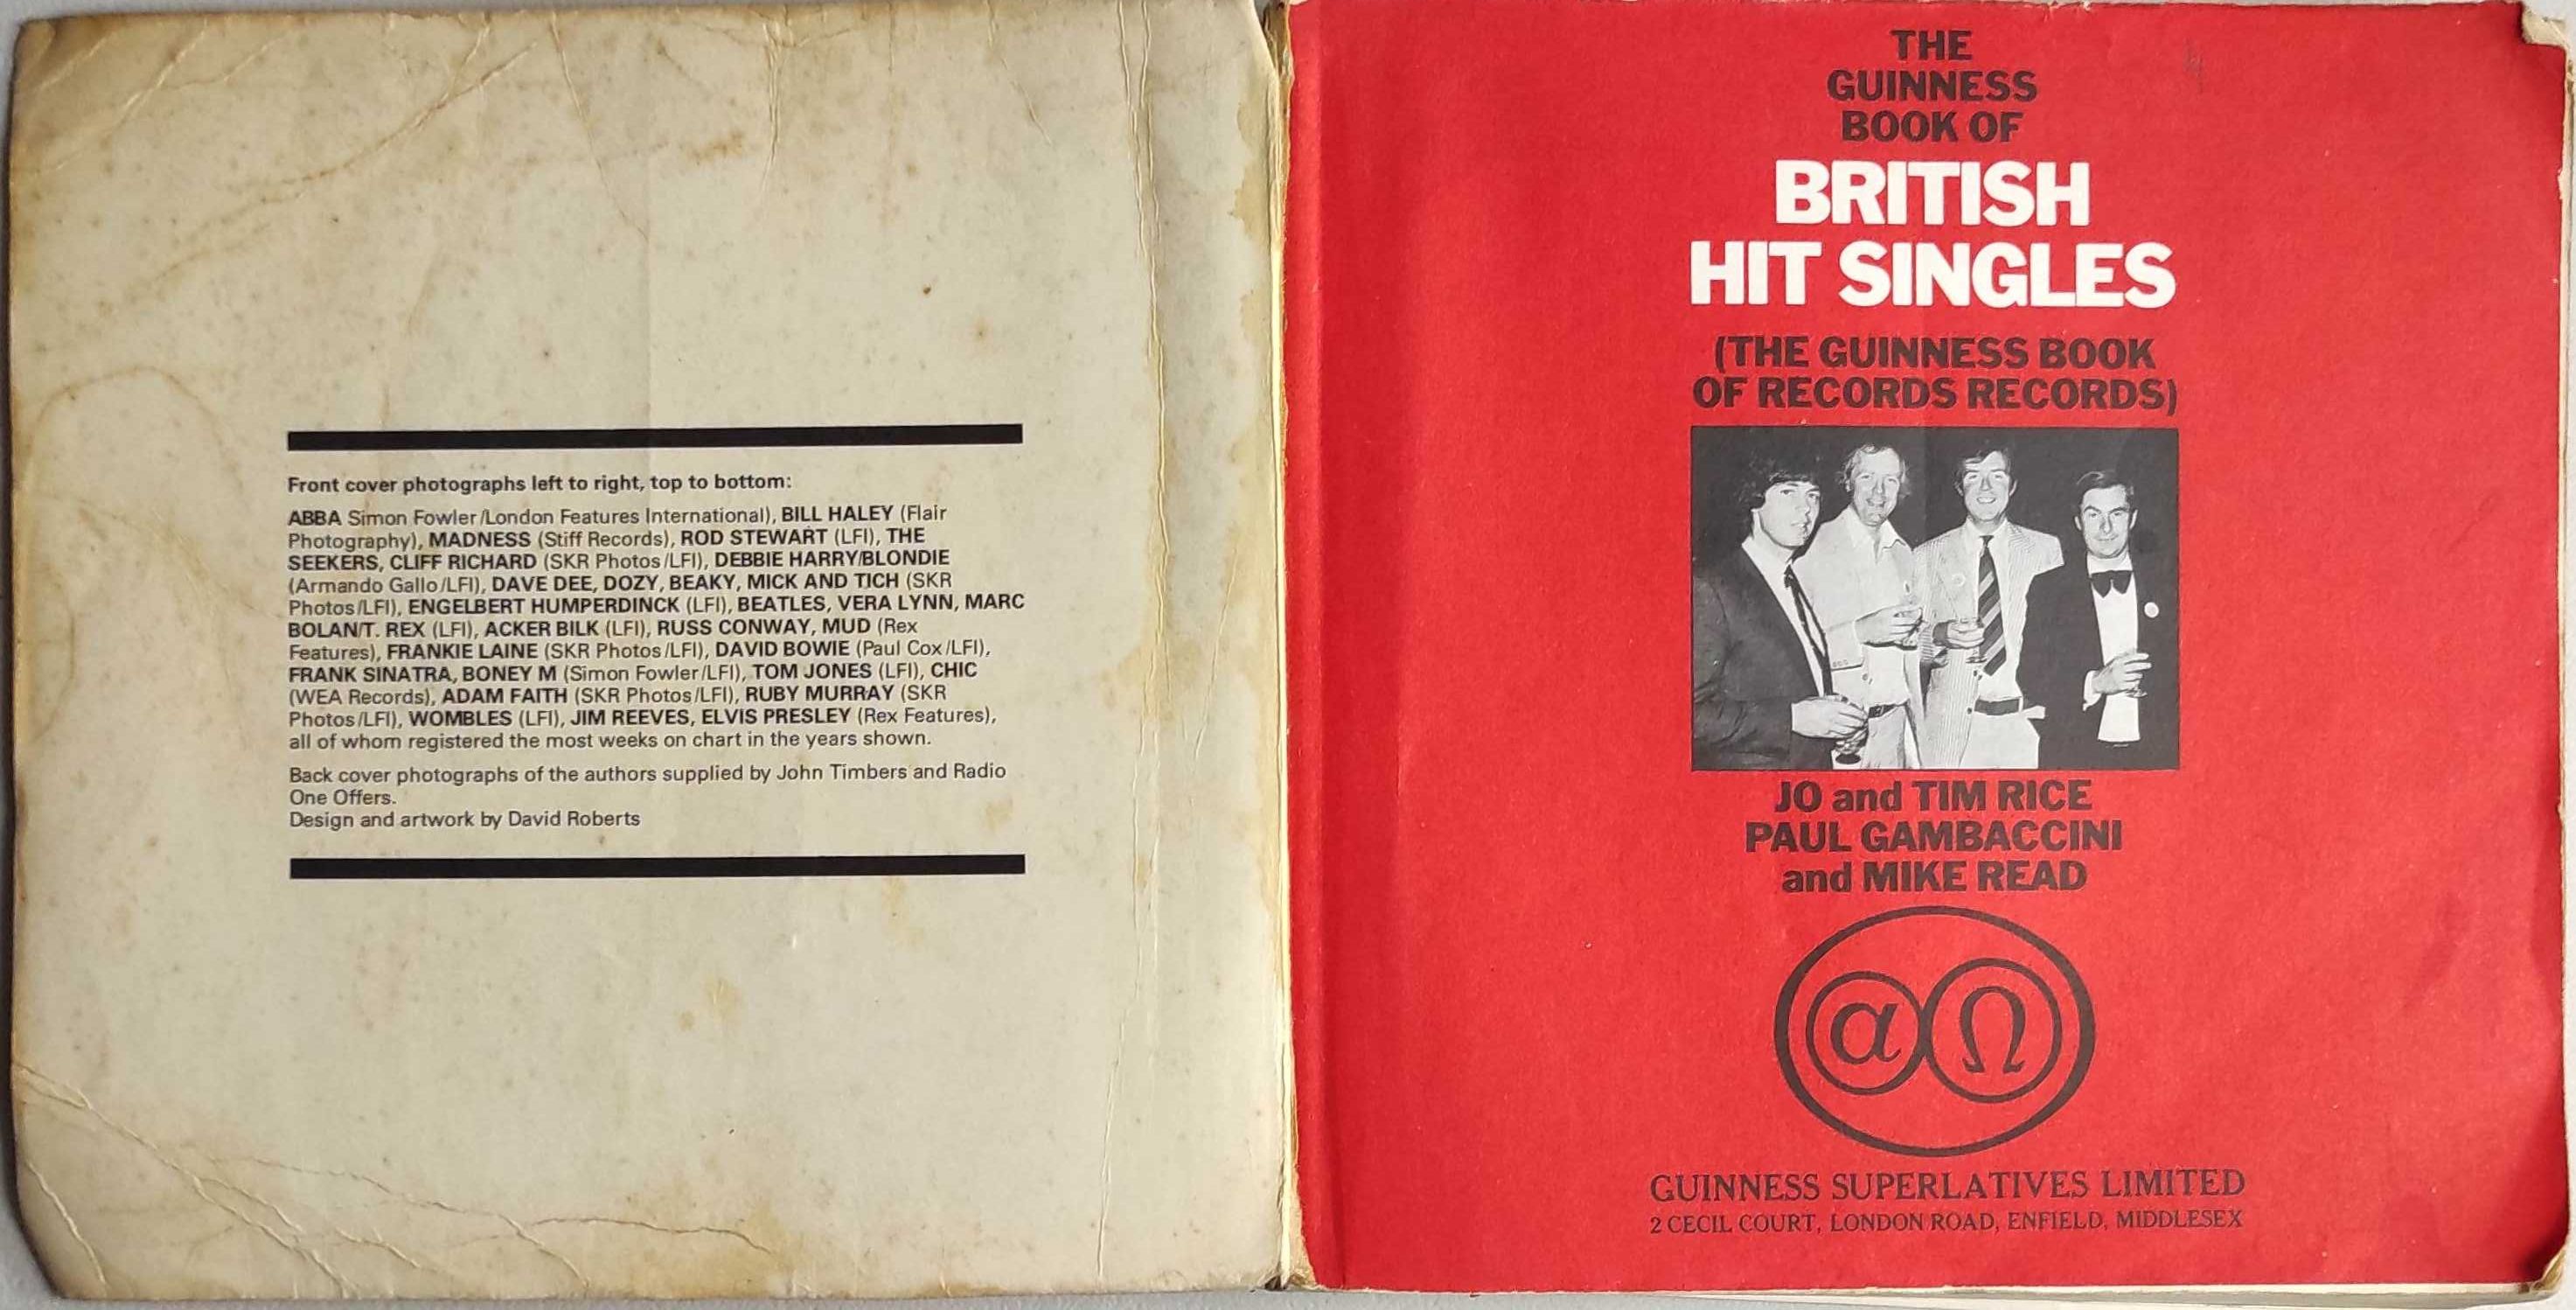 Front cover photographs left to right, top to bottom:
ABBA Simon Fowler/London Features International), BILL HALEY (Flair
Photography), MADNESS (Stiff Records), ROD STEWART (LFI), THE
SEEKERS, CLIFF RICHARD (SKR Photos/LFI), DEBBIE HARRY/BLONDIE
(Armando Gallo/LFI), DAVE DEE, DOZY, BEAKY, MICK AND TICH (SKR
Photos/LFI), ENGELBERT HUMPERDINCK (LFI), BEATLES, VERA LYNN, MARC
BOLAN/T. REX (LFI), ACKER BILK (LFI), RUSS CONWAY, MUD (Rex
Features), FRANKIE LAINE (SKR Photos/LFI), DAVID BOWIE (Paul Cox/LFI),
FRANK SINATRA, BONEY M (Simon Fowler/LFI), TOM JONES (LFI), CHIC
(WEA Records), ADAM FAITH (SKR Photos/LFI), RUBY MURRAY (SKR
Photos/LFI), WOMBLES (LFI), JIM REEVES, ELVIS PRESLEY (Rex Features),
all of whom registered the most weeks on chart in the years shown.
Back cover photographs of the authors supplied by John Timbers and Radio
One Offers.
Design and artwork by David Roberts
THE
GUINNESS
BOOK OF
BRITISH
HIT SINGLES
(THE GUINNESS BOOK
OF RECORDS RECORDS)
JO and TIM RICE
PAUL GAMBACCINI
and MIKE READ
α Ω
GUINNESS SUPERLATIVES LIMITED
2 CECIL COURT, LONDON ROAD, ENFIELD, MIDDLESEX